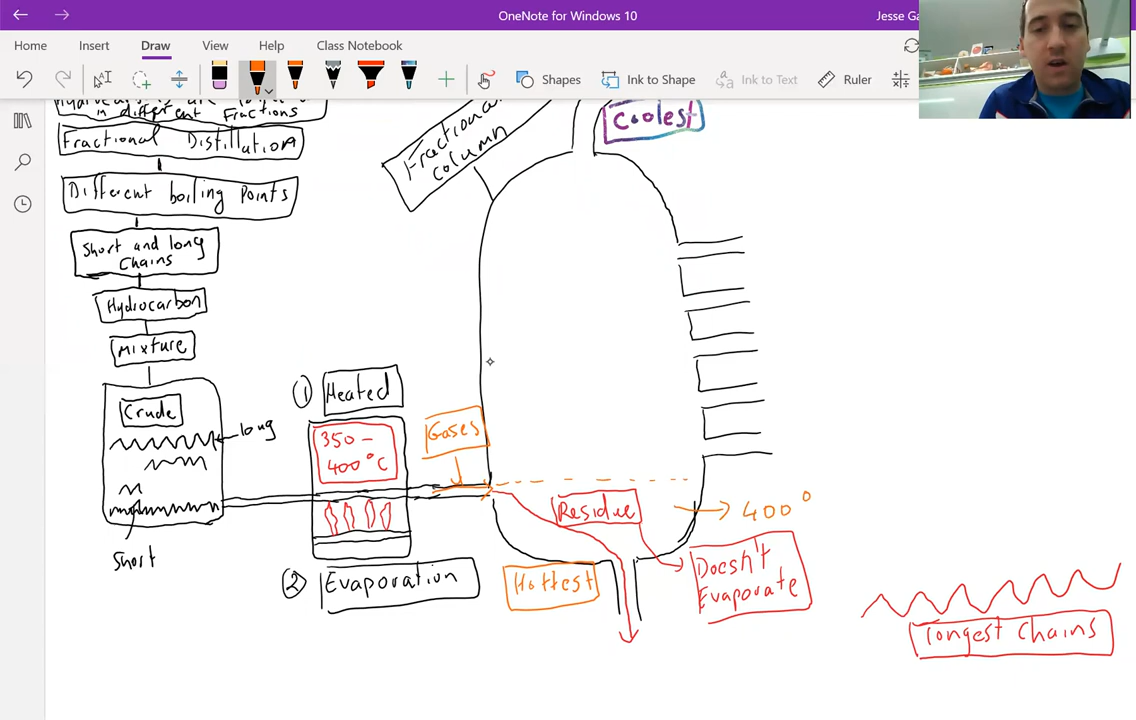 OneNote for Windows 10
Jesse Ga
Home
Insert
Draw
View
Help
Class Notebook
Shapes
Ink to Shape
Ink to Text
Ruler
in different Fractions
Fractional Distillation
Different boiling Points
Short and long
Chains
Hydrocarbon
Mixture
Crude
long
Short
① Heated
350 -
400°C
② Evaporation
Gases
Fractional
column
Coolest
Residue
Hottest
400°
Doesn't
Evaporate
longest Chains